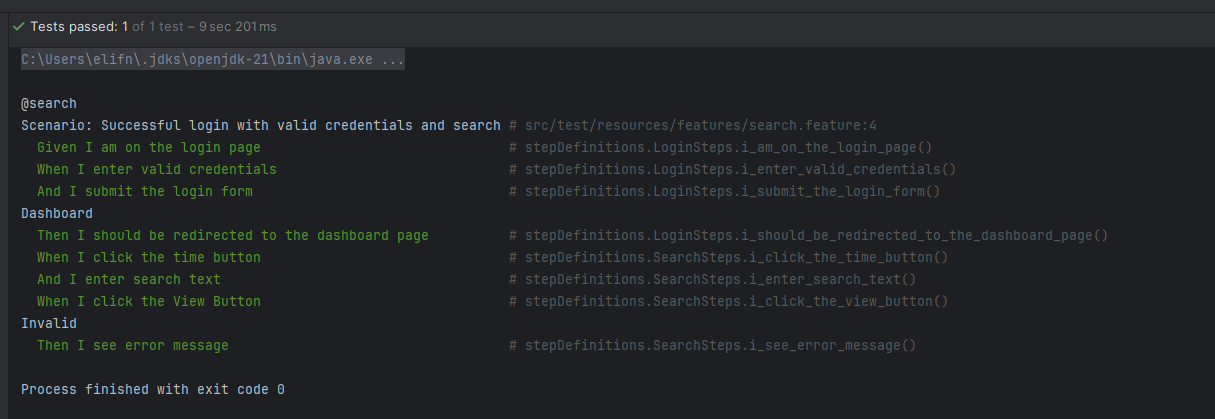 Tests passed: 1 of 1 test – 9 sec 201 ms
C:\Users\elifn\.jdks\openjdk-21\bin\java.exe ...
@search
Scenario: Successful login with valid credentials and search # src/test/resources/features/search.feature:4
Given I am on the login page # stepDefinitions.LoginSteps.i_am_on_the_login_page()
When I enter valid credentials # stepDefinitions.LoginSteps.i_enter_valid_credentials()
And I submit the login form # stepDefinitions.LoginSteps.i_submit_the_login_form()
Dashboard
Then I should be redirected to the dashboard page # stepDefinitions.LoginSteps.i_should_be_redirected_to_the_dashboard_page()
When I click the time button # stepDefinitions.SearchSteps.i_click_the_time_button()
And I enter search text # stepDefinitions.SearchSteps.i_enter_search_text()
When I click the View Button # stepDefinitions.SearchSteps.i_click_the_view_button()
Invalid
Then I see error message # stepDefinitions.SearchSteps.i_see_error_message()
Process finished with exit code 0